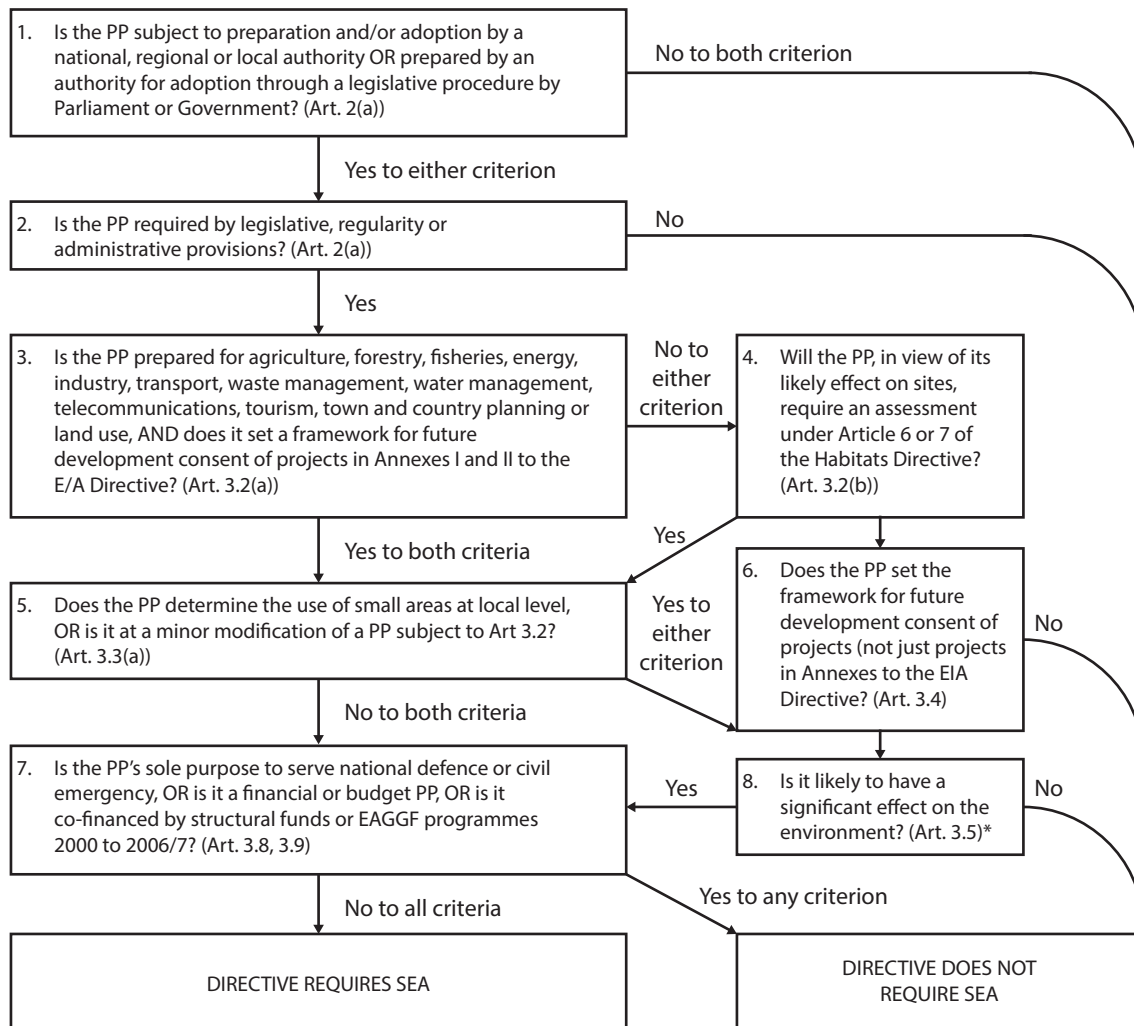 1. Is the PP subject to preparation and/or adoption by a
national, regional or local authority OR prepared by an
authority for adoption through a legislative procedure by
Parliament or Government? (Art. 2(a))
No to both criterion
Yes to either criterion
2. Is the PP required by legislative, regularity or
administrative provisions? (Art. 2(a))
No
Yes
3. Is the PP prepared for agriculture, forestry, fisheries, energy,
industry, transport, waste management, water management,
telecommunications, tourism, town and country planning or
land use, AND does it set a framework for future
development consent of projects in Annexes I and II to the
E/A Directive? (Art. 3.2(a))
No to
either
criterion
4. Will the PP, in view of its
likely effect on sites,
require an assessment
under Article 6 or 7 of
the Habitats Directive?
(Art. 3.2(b))
Yes to both criteria
Yes
5. Does the PP determine the use of small areas at local level,
OR is it at a minor modification of a PP subject to Art 3.2?
(Art. 3.3(a))
Yes to
either
criterion
6. Does the PP set the
framework for future
development consent of
projects (not just projects
in Annexes to the EIA
Directive? (Art. 3.4)
No
No to both criteria
7. Is the PP’s sole purpose to serve national defence or civil
emergency, OR is it a financial or budget PP, OR is it
co-financed by structural funds or EAGGF programmes
2000 to 2006/7? (Art. 3.8, 3.9)
Yes
8. Is it likely to have a
significant effect on the
environment? (Art. 3.5)*
No
No to all criteria
Yes to any criterion
DIRECTIVE REQUIRES SEA
DIRECTIVE DOES NOT
REQUIRE SEA